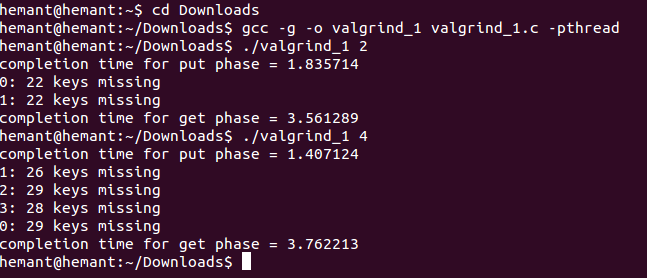 hemant@hemant:~$ cd Downloads
hemant@hemant:~/Downloads$ gcc -g -o valgrind_1 valgrind_1.c -pthread
hemant@hemant:~/Downloads$ ./valgrind_1 2
completion time for put phase = 1.835714
0: 22 keys missing
1: 22 keys missing
completion time for get phase = 3.561289
hemant@hemant:~/Downloads$ ./valgrind_1 4
completion time for put phase = 1.407124
1: 26 keys missing
2: 29 keys missing
3: 28 keys missing
0: 29 keys missing
completion time for get phase = 3.762213
hemant@hemant:~/Downloads$